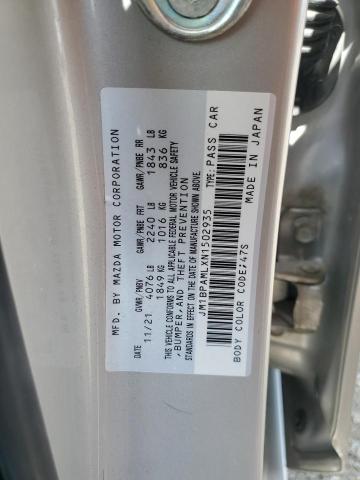 MFD. BY MAZDA MOTOR CORPORATION
DATE GVWR/PNBV GAWR/PNBE FRT GAWR/PNBE RR
11/21 4076 LB 2240 LB 1843 LB
1849 KG 1016 KG 836 KG
THIS VEHICLE CONFORMS TO ALL APPLICABLE FEDERAL MOTOR VEHICLE SAFETY
,BUMPER,AND THEFT PREVENTION
STANDARDS IN EFFECT ON THE DATE OF MANUFACTURE SHOWN ABOVE.
JM1BPAMLXN1502935 TYPE: PASS CAR
BODY COLOR CODE;47S MADE IN JAPAN